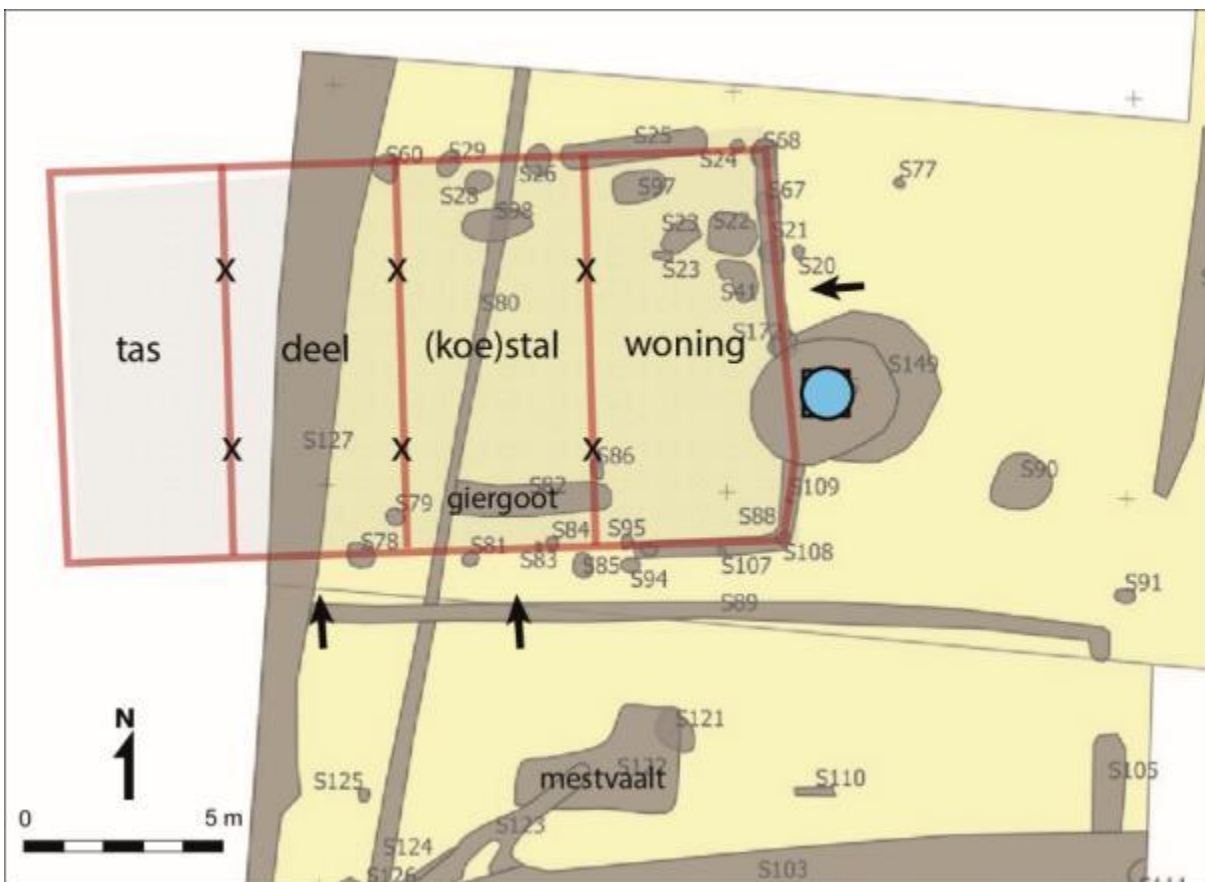 S25
S68
S60
S29
S24
S26
S28
S97
S77
S67
S98
S22
S23
S21
S20
S23
S41
S80
tas
deel
(koe)stal
woning
S149
S127
S86
S90
S82
giergoot
S109
S79
S88
S84
S95
S78
S81
S108
S83
S85
S107
S94
S91
S89
N
S121
S122
mestvaalt
S125
S110
S105
0
5 m
S123
S124
S103
S126
X
X
X
X
X
X